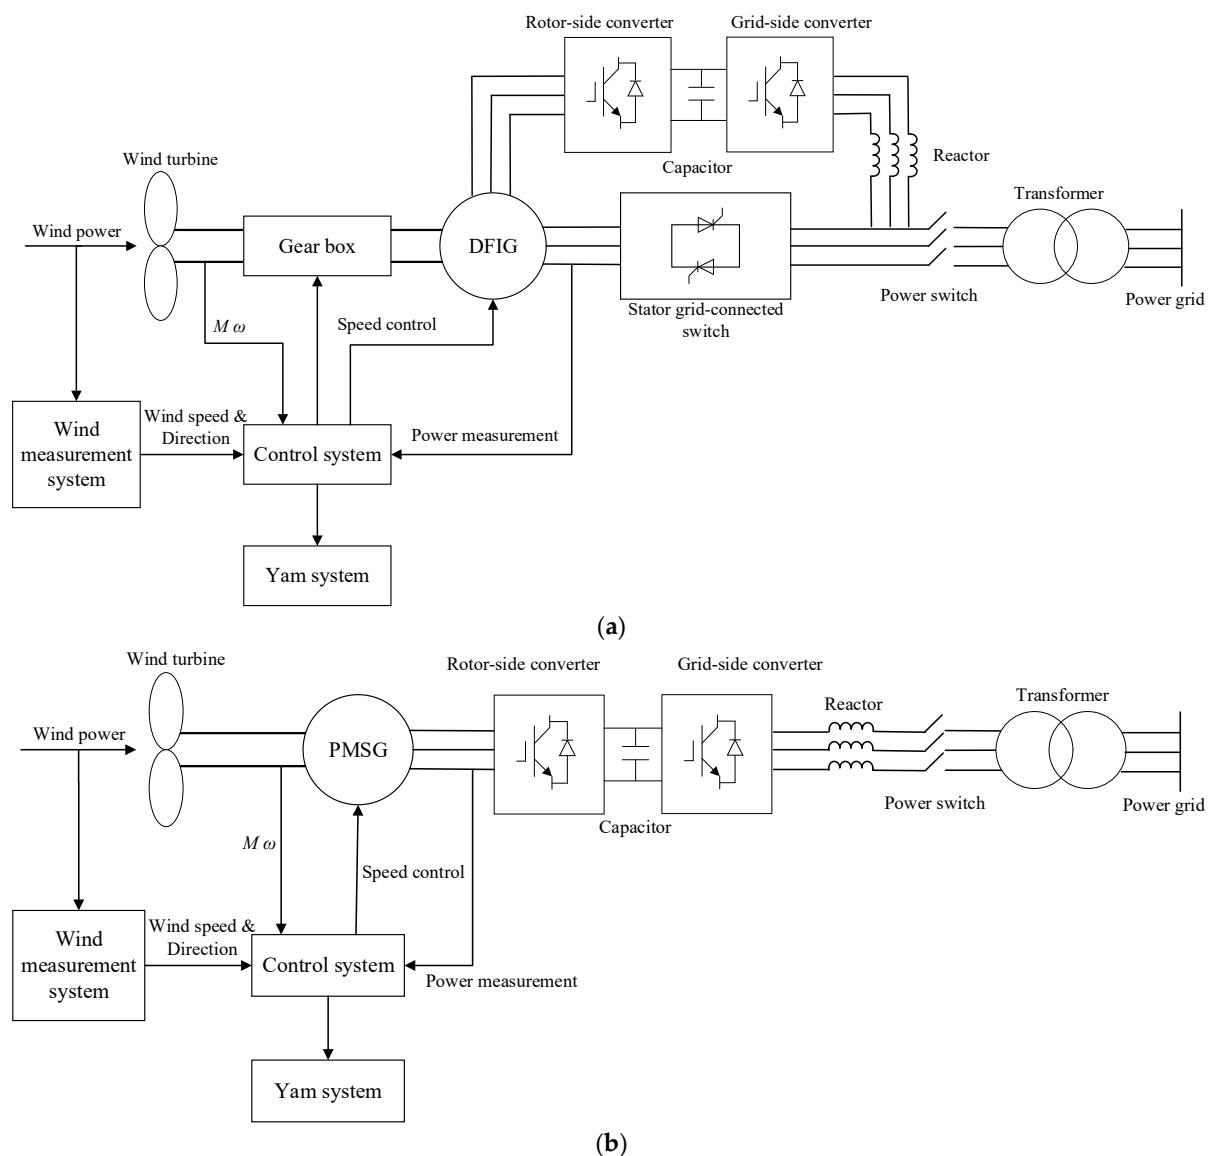 Rotor-side converter
Grid-side converter
Capacitor
Reactor
Wind turbine
Transformer
Wind power
Gear box
DFIG
Power switch
Power grid
Stator grid-connected
switch
M ω
Speed control
Wind
measurement
system
Wind speed &
Direction
Control system
Power measurement
Yam system
(a)
Wind turbine
Rotor-side converter
Grid-side converter
Reactor
Transformer
Wind power
PMSG
Capacitor
Power switch
Power grid
M ω
Speed control
Wind
measurement
system
Wind speed &
Direction
Control system
Power measurement
Yam system
(b)